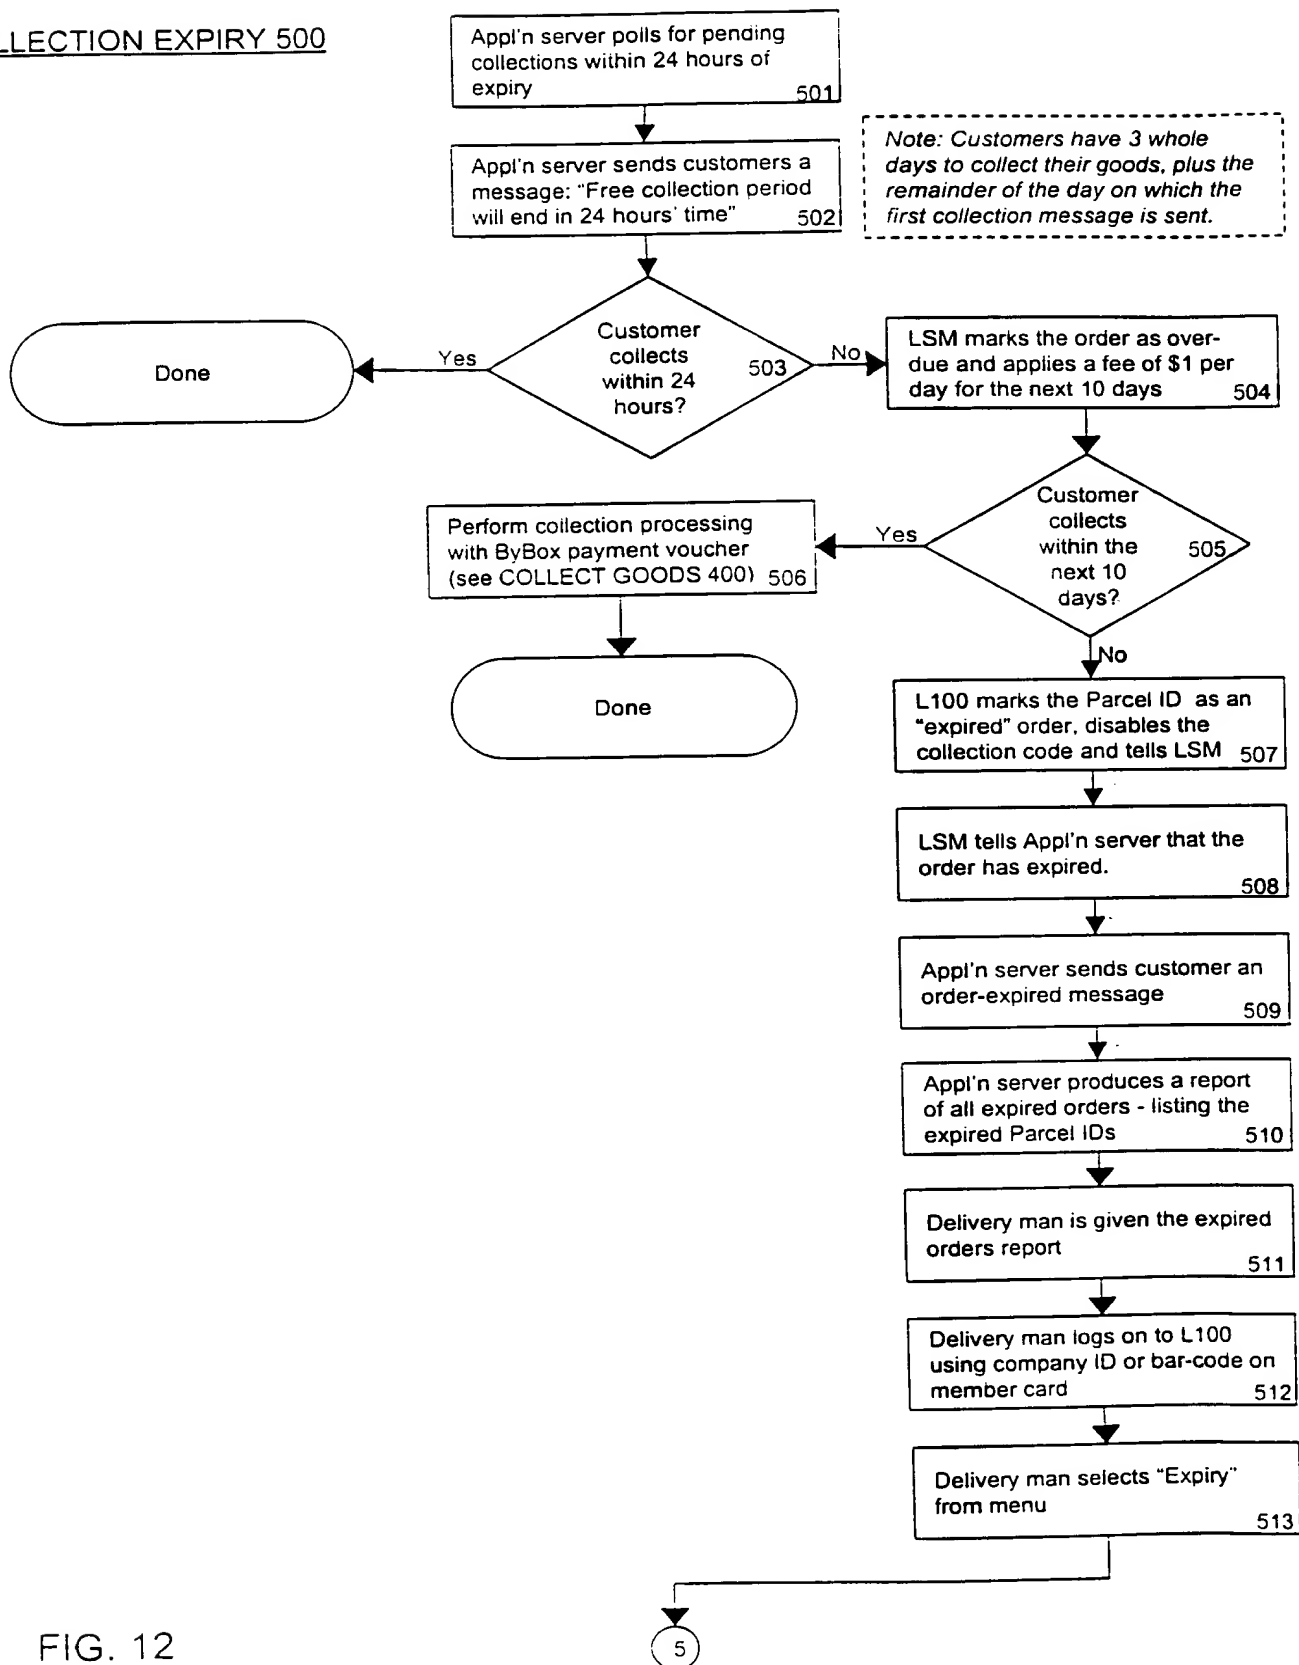 LLECTION EXPIRY 500
Appl'n server polls for pending
collections within 24 hours of
expiry 501
Note: Customers have 3 whole
days to collect their goods, plus the
remainder of the day on which the
first collection message is sent.
Appl'n server sends customers a
message: "Free collection period
will end in 24 hours' time" 502
Customer
collects
within 24
hours?
503
Yes
Done
No
LSM marks the order as over-
due and applies a fee of $1 per
day for the next 10 days 504
Customer
collects
within the
next 10
days?
505
Yes
Perform collection processing
with ByBox payment voucher
(see COLLECT GOODS 400) 506
Done
No
L100 marks the Parcel ID as an
"expired" order, disables the
collection code and tells LSM 507
LSM tells Appl'n server that the
order has expired.
508
Appl'n server sends customer an
order-expired message
509
Appl'n server produces a report
of all expired orders - listing the
expired Parcel IDs 510
Delivery man is given the expired
orders report
511
Delivery man logs on to L100
using company ID or bar-code on
member card 512
Delivery man selects "Expiry"
from menu
513
5
FIG. 12